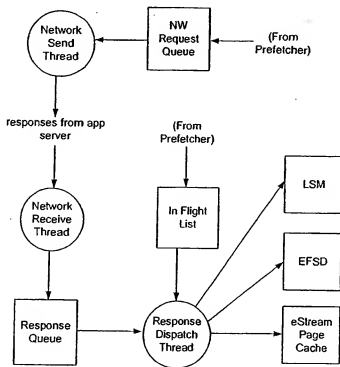 Network
Send
Thread
NW
Request
Queue
(From
Prefetcher)
responses from app
server
(From
Prefetcher)
Network
Receive
Thread
In Flight
List
LSM
EFSD
Response
Queue
Response
Dispatch
Thread
eStream
Page
Cache